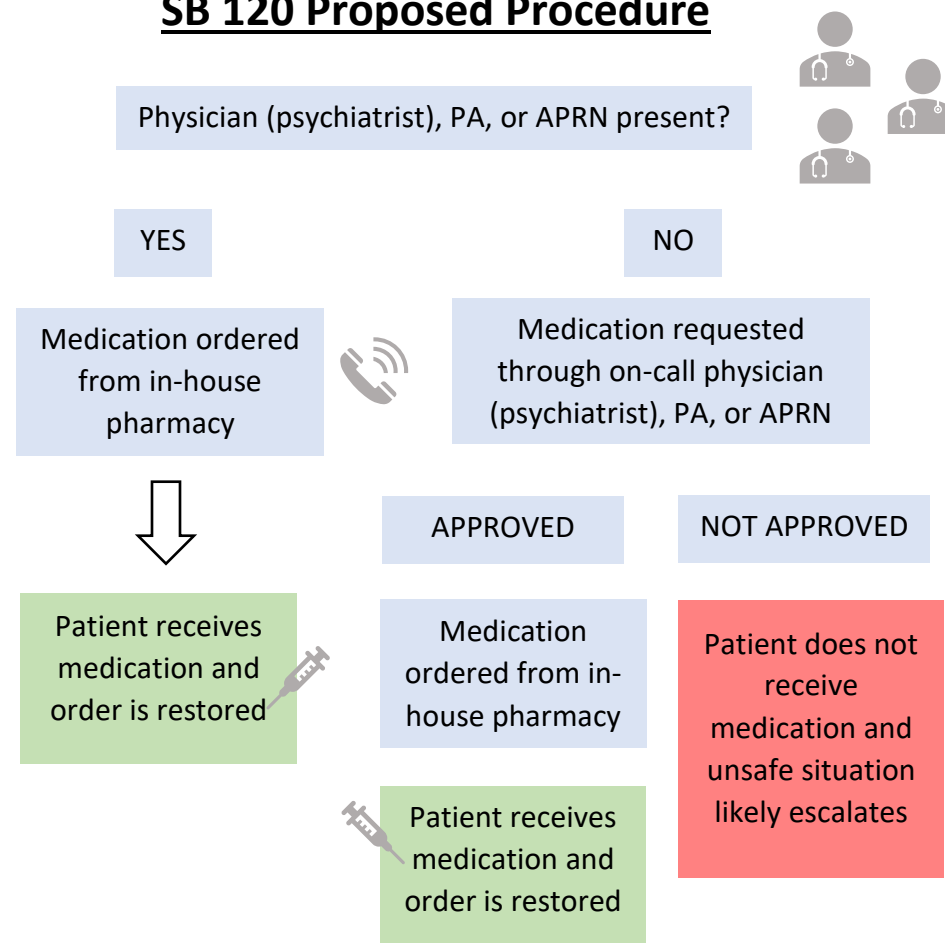 SB 120 Proposed Procedure
Physician (psychiatrist), PA, or APRN present?
YES
NO
Medication ordered
from in-house
pharmacy
Medication requested
through on-call physician
(psychiatrist), PA, or APRN
APPROVED
NOT APPROVED
Patient receives
medication and
order is restored
Medication
ordered from in-
house pharmacy
Patient does not
receive
medication and
unsafe situation
likely escalates
Patient receives
medication and
order is restored